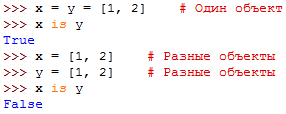 >>> x = y = [1, 2]    # Один объект
>>> x is y
True
>>> x = [1, 2]    # Разные объекты
>>> y = [1, 2]    # Разные объекты
>>> x is y
False